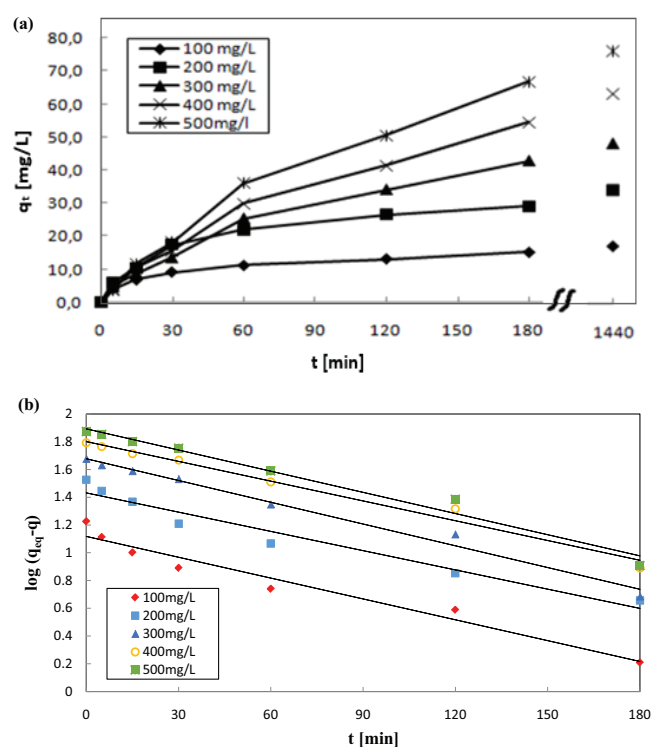 (a)
80,0
70,0
60,0
50,0
40,0
30,0
20,0
10,0
0,0
qt [mg/L]
100 mg/L
200 mg/L
300 mg/L
400 mg/L
500mg/l
0 30 60 90 120 150 180 1440
t [min]
(b)
2
1.8
1.6
1.4
1.2
1
0.8
0.6
0.4
0.2
0
log (qeq-q)
100mg/L
200mg/L
300mg/L
400mg/L
500mg/L
0 30 60 90 120 150 180
t [min]